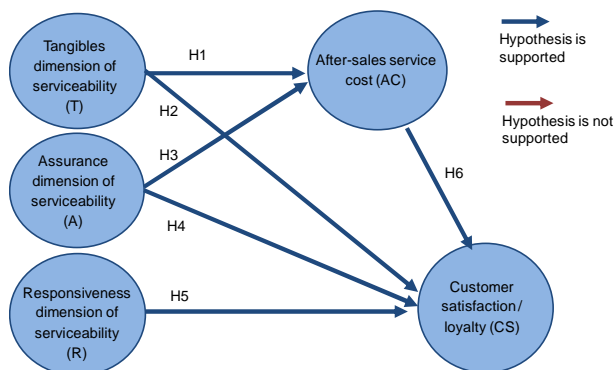 Tangibles
dimension of
serviceability
(T)
H1
After-sales service
cost (AC)
Hypothesis is
supported
H2
Hypothesis is not
supported
H3
Assurance
dimension of
serviceability
(A)
H6
H4
Responsiveness
dimension of
serviceability
(R)
H5
Customer
satisfaction/
loyalty (CS)